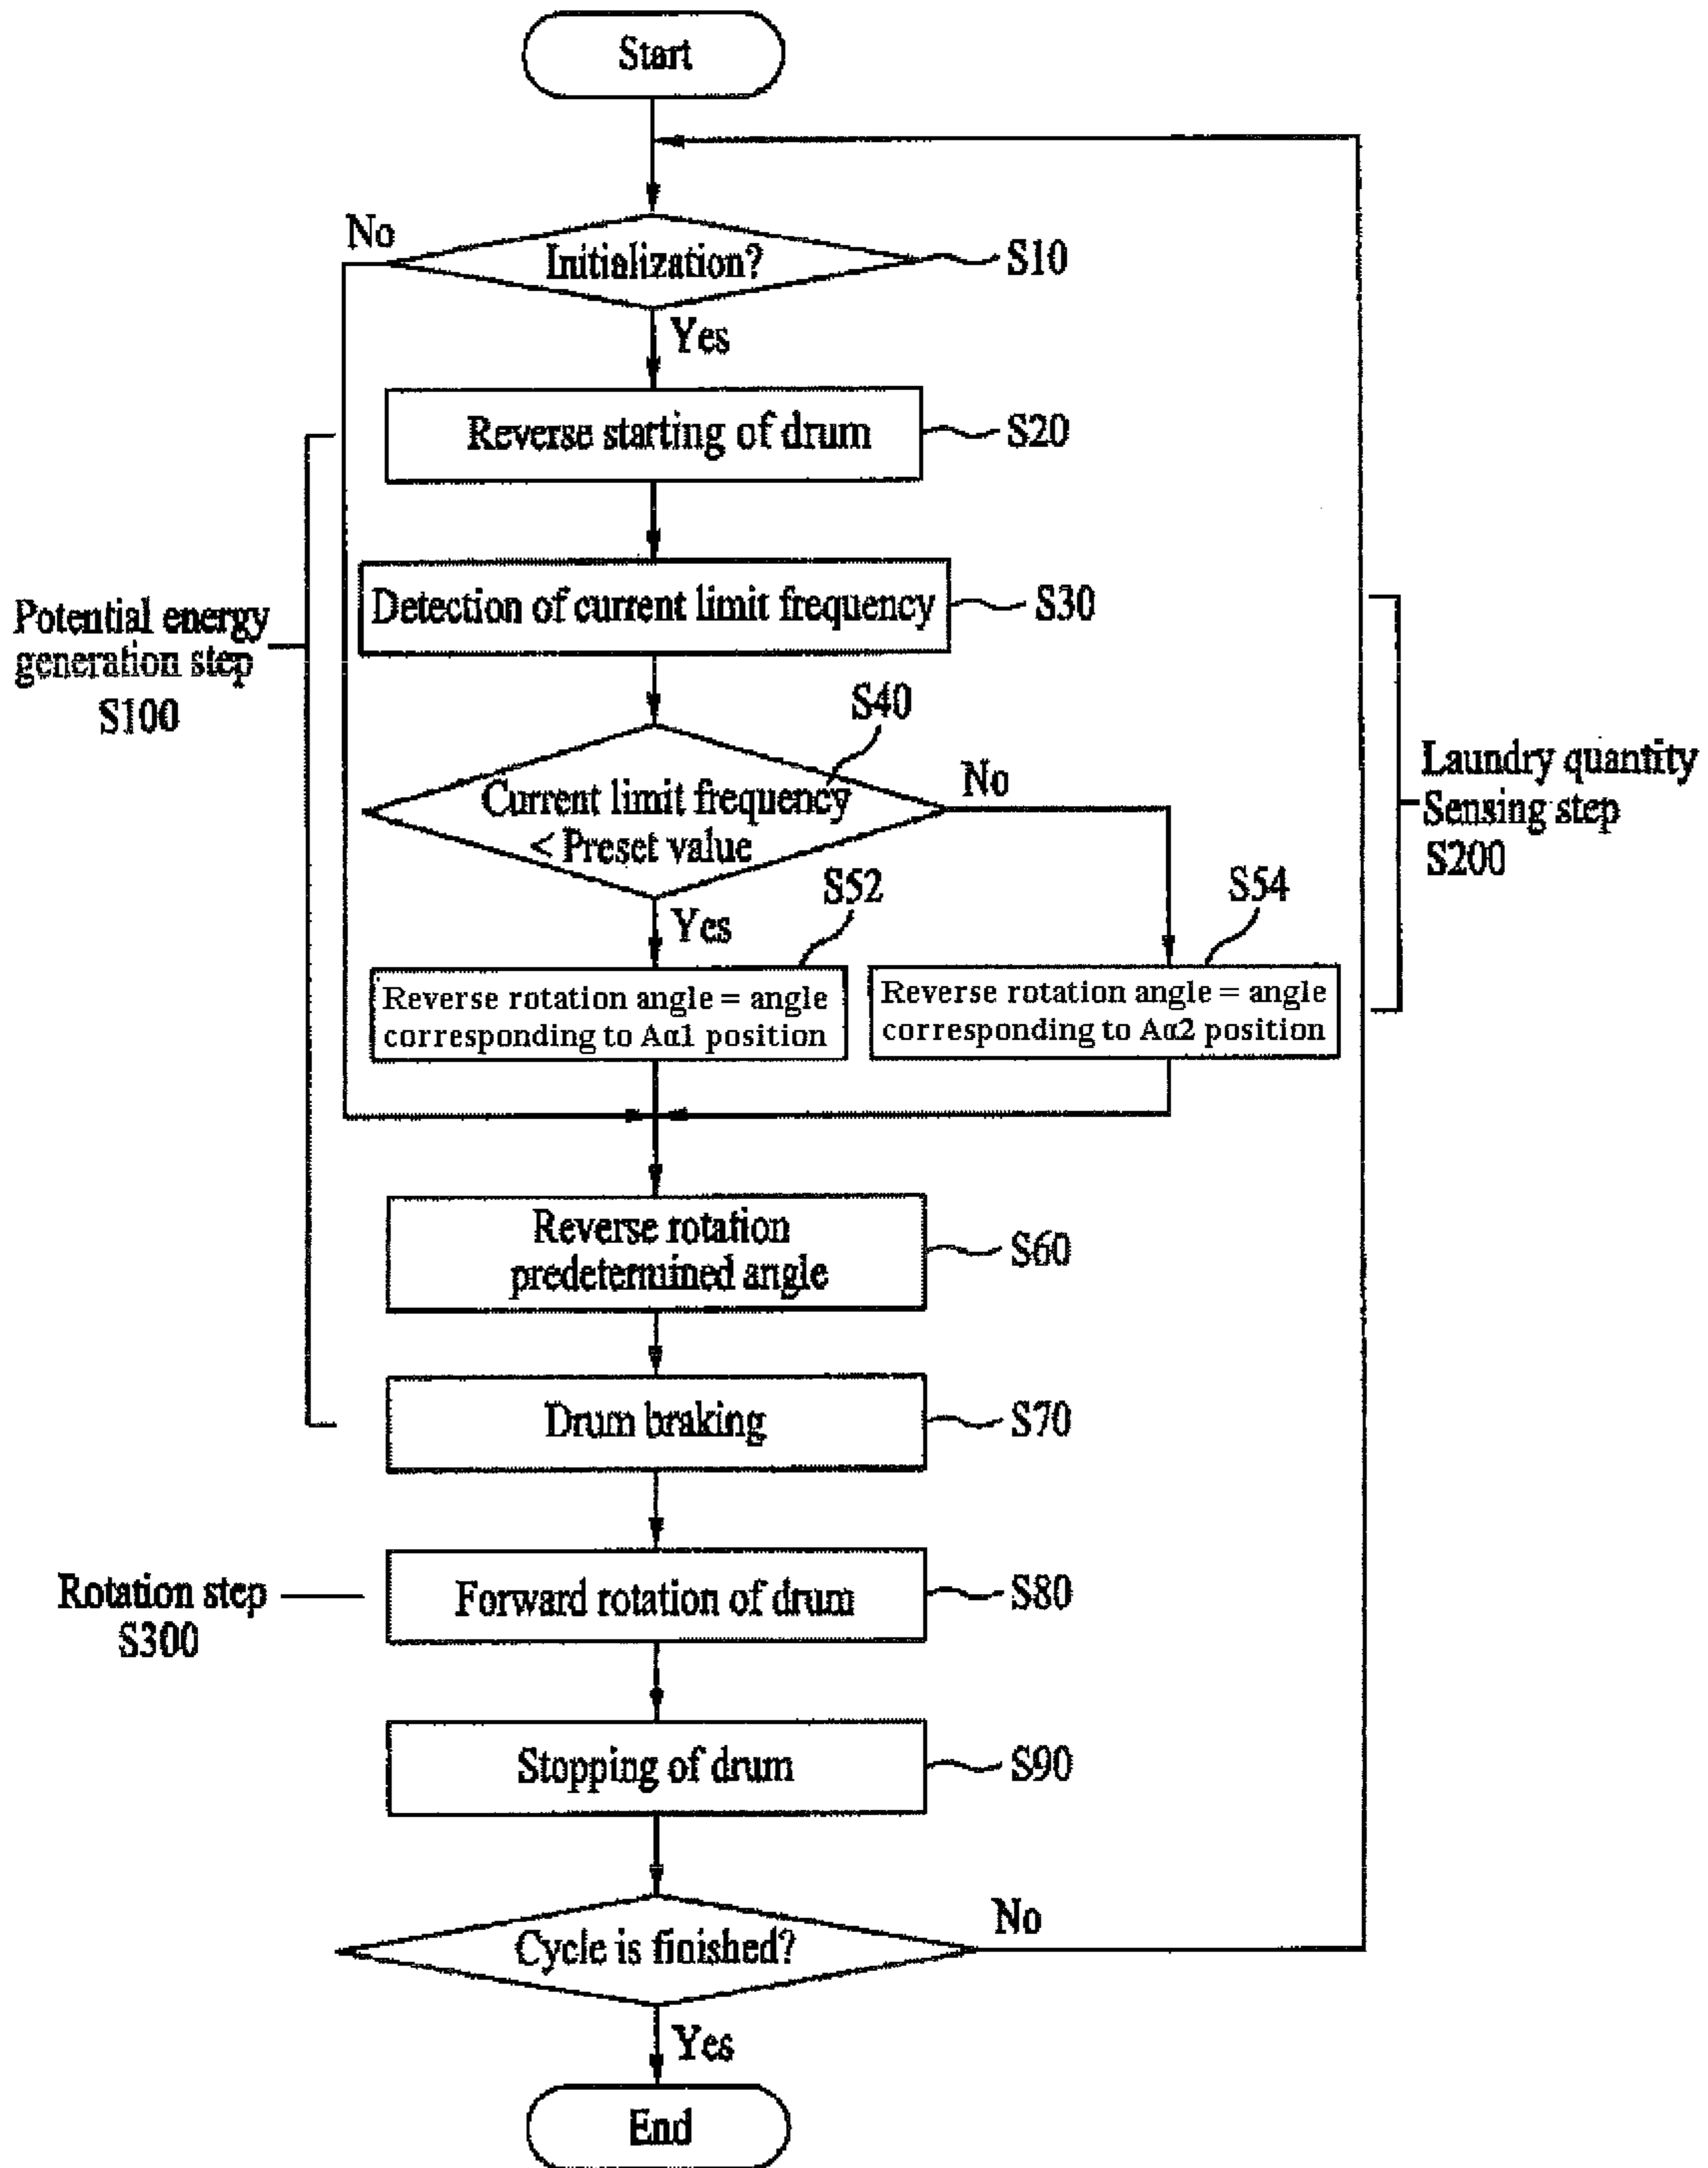 Start
No
Initialization?
S10
Yes
Reverse starting of drum
S20
Detection of current limit frequency
S30
Potential energy
generation step
S100
S40
Current limit frequency
< Preset value
No
Laundry quantity
Sensing step
S200
S52
S54
Yes
Reverse rotation angle = angle
corresponding to Aα1 position
Reverse rotation angle = angle
corresponding to Aα2 position
Reverse rotation
predetermined angle
S60
Drum braking
S70
Rotation step
S300
Forward rotation of drum
S80
Stopping of drum
S90
Cycle is finished?
No
Yes
End